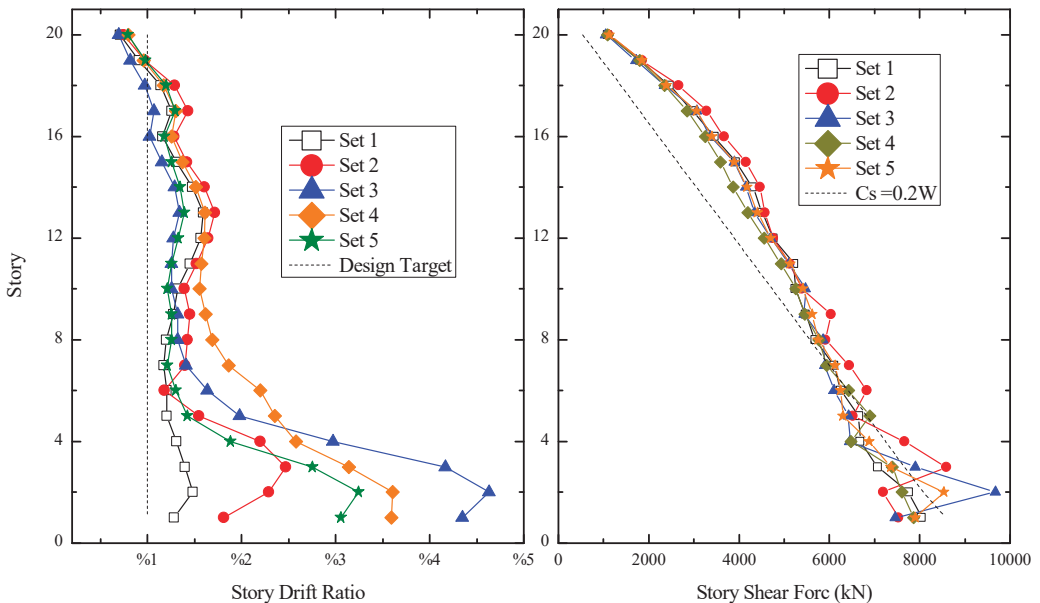 20
16
12
8
4
0
Story
%1
%2
%3
%4
%5
Story Drift Ratio
Set 1
Set 2
Set 3
Set 4
Set 5
Design Target
20
16
12
8
4
0
0
2000
4000
6000
8000
10000
Story Shear Forc (kN)
Set 1
Set 2
Set 3
Set 4
Set 5
Cs =0.2W